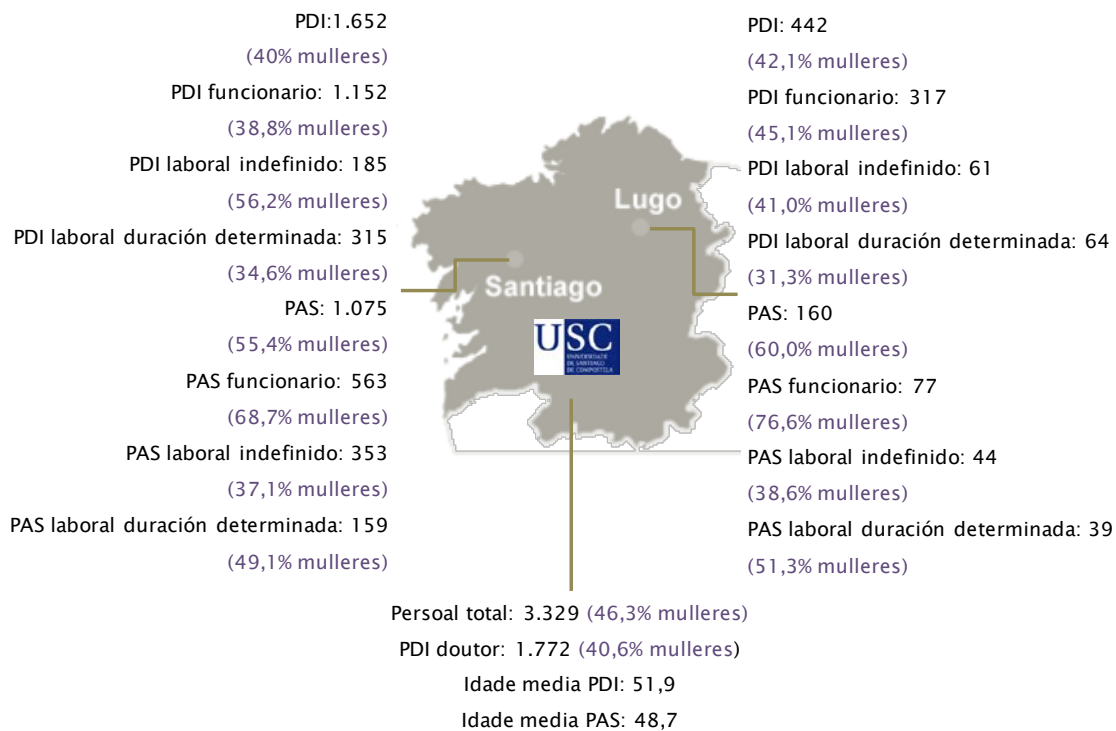 PDI:1.652
(40% mulleres)
PDI funcionario: 1.152
(38,8% mulleres)
PDI laboral indefinido: 185
(56,2% mulleres)
PDI laboral duración determinada: 315
(34,6% mulleres)
PAS: 1.075
(55,4% mulleres)
PAS funcionario: 563
(68,7% mulleres)
PAS laboral indefinido: 353
(37,1% mulleres)
PAS laboral duración determinada: 159
(49,1% mulleres)
Lugo
Santiago
USC
UNIVERSIDADE
DE SANTIAGO
DE COMPOSTELA
PDI: 442
(42,1% mulleres)
PDI funcionario: 317
(45,1% mulleres)
PDI laboral indefinido: 61
(41,0% mulleres)
PDI laboral duración determinada: 64
(31,3% mulleres)
PAS: 160
(60,0% mulleres)
PAS funcionario: 77
(76,6% mulleres)
PAS laboral indefinido: 44
(38,6% mulleres)
PAS laboral duración determinada: 39
(51,3% mulleres)
Persoal total: 3.329 (46,3% mulleres)
PDI doutor: 1.772 (40,6% mulleres)
Idade media PDI: 51,9
Idade media PAS: 48,7